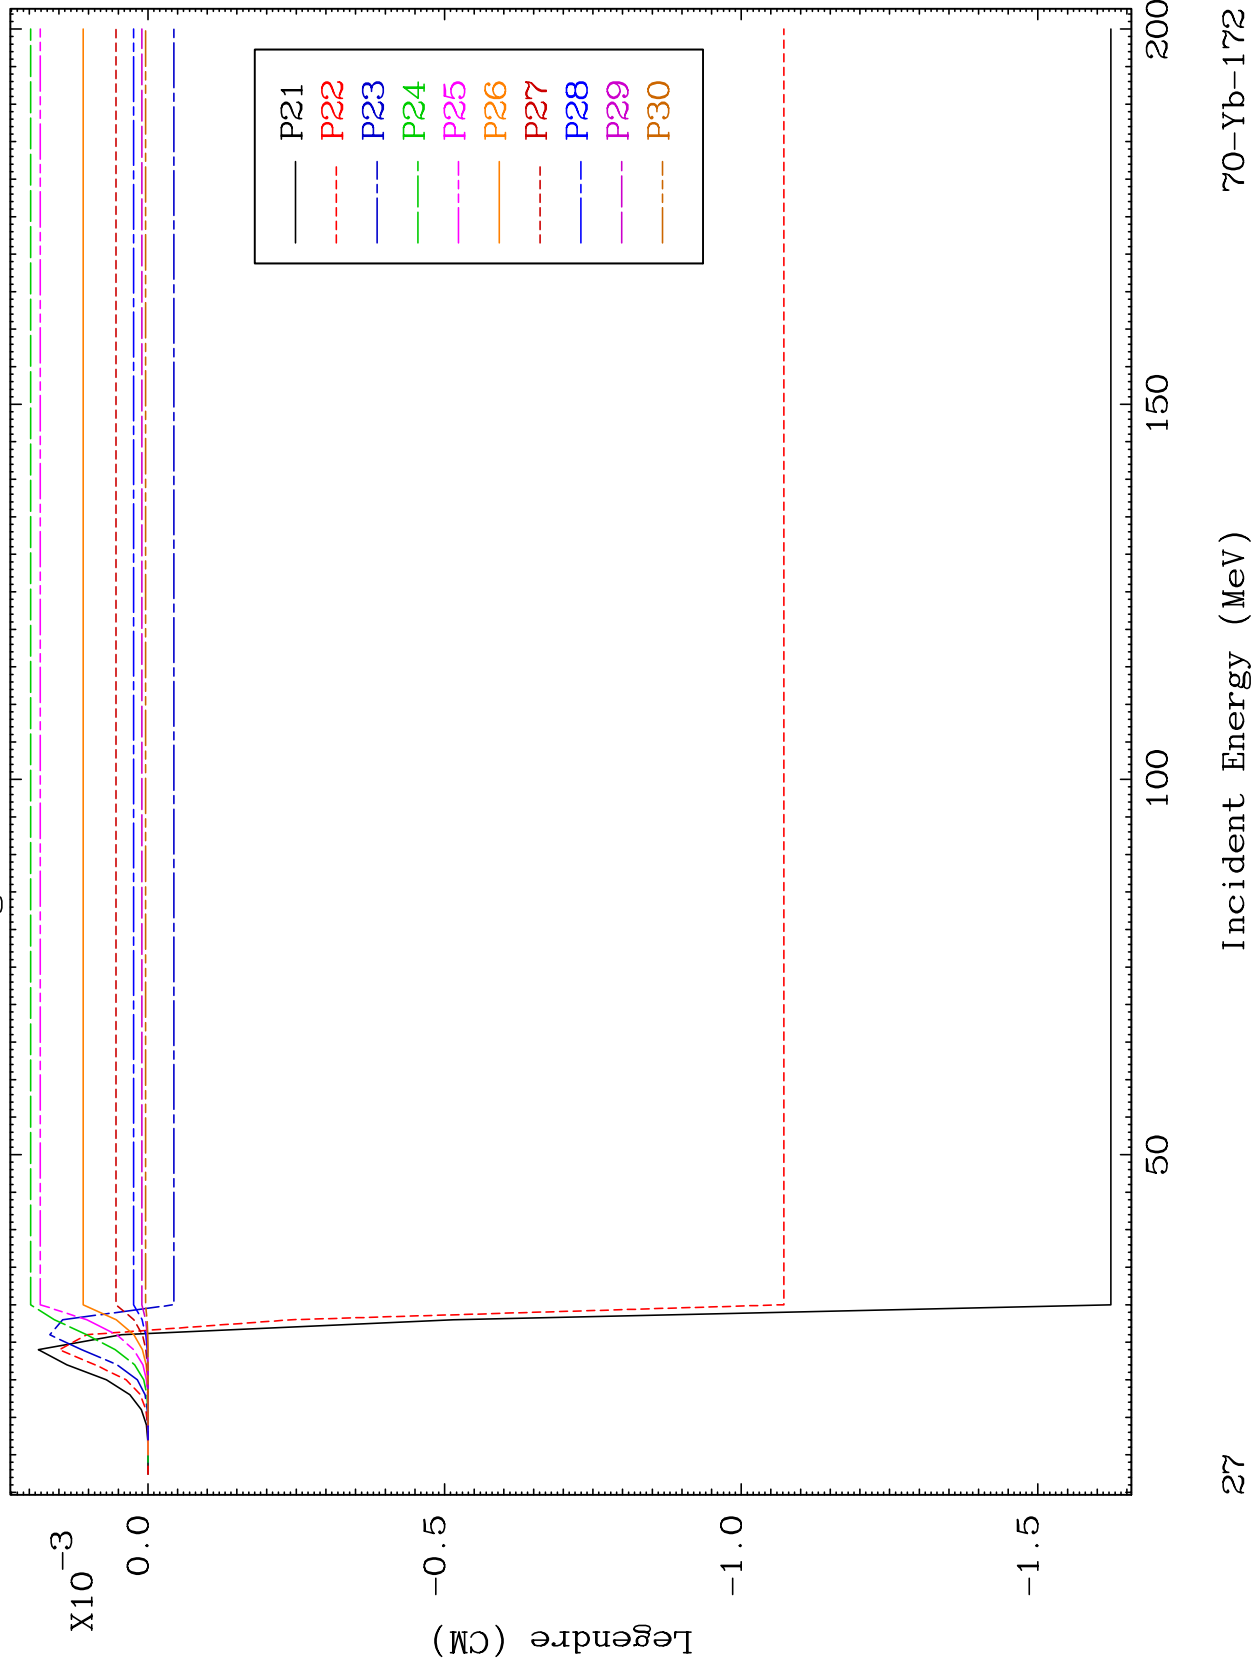 X10-3
0.0
-0.5
-1.0
-1.5
Legendre (CM)
P21
P22
P23
P24
P25
P26
P27
P28
P29
P30
50
100
150
200
Incident Energy (MeV)
27
70-Yb-172